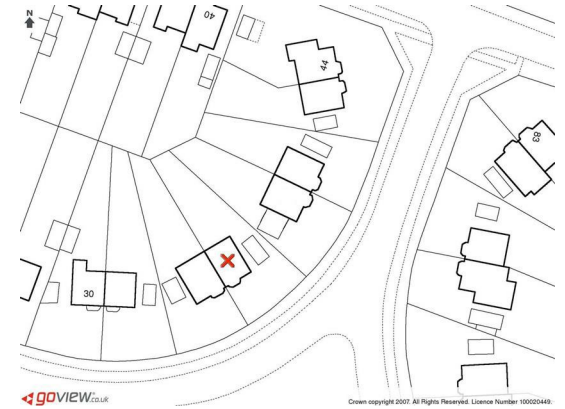 N
40
44
83
30
goview.co.uk
Crown copyright 2007. All Rights Reserved. Licence Number 100020449.